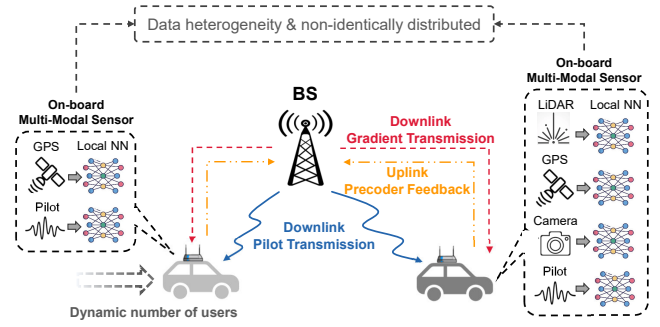 Data heterogeneity & non-identically distributed
On-board
Multi-Modal Sensor
GPS
Local NN
Pilot
BS
Downlink
Gradient Transmission
Uplink
Precoder Feedback
Downlink
Pilot Transmission
Dynamic number of users
On-board
Multi-Modal Sensor
LiDAR
Local NN
GPS
Camera
Pilot